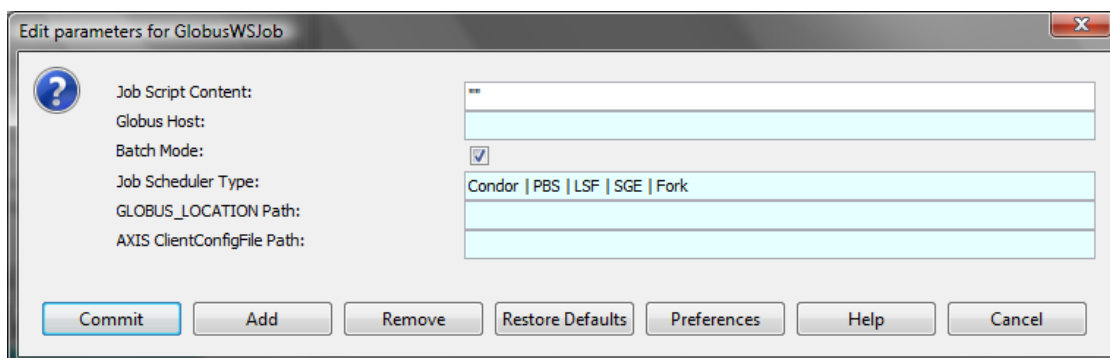 Edit parameters for GlobusWSJob
x
?
Job Script Content: ""
Globus Host:
Batch Mode:
Job Scheduler Type: Condor | PBS | LSF | SGE | Fork
GLOBUS_LOCATION Path:
AXIS ClientConfigFile Path:
Commit Add Remove Restore Defaults Preferences Help Cancel